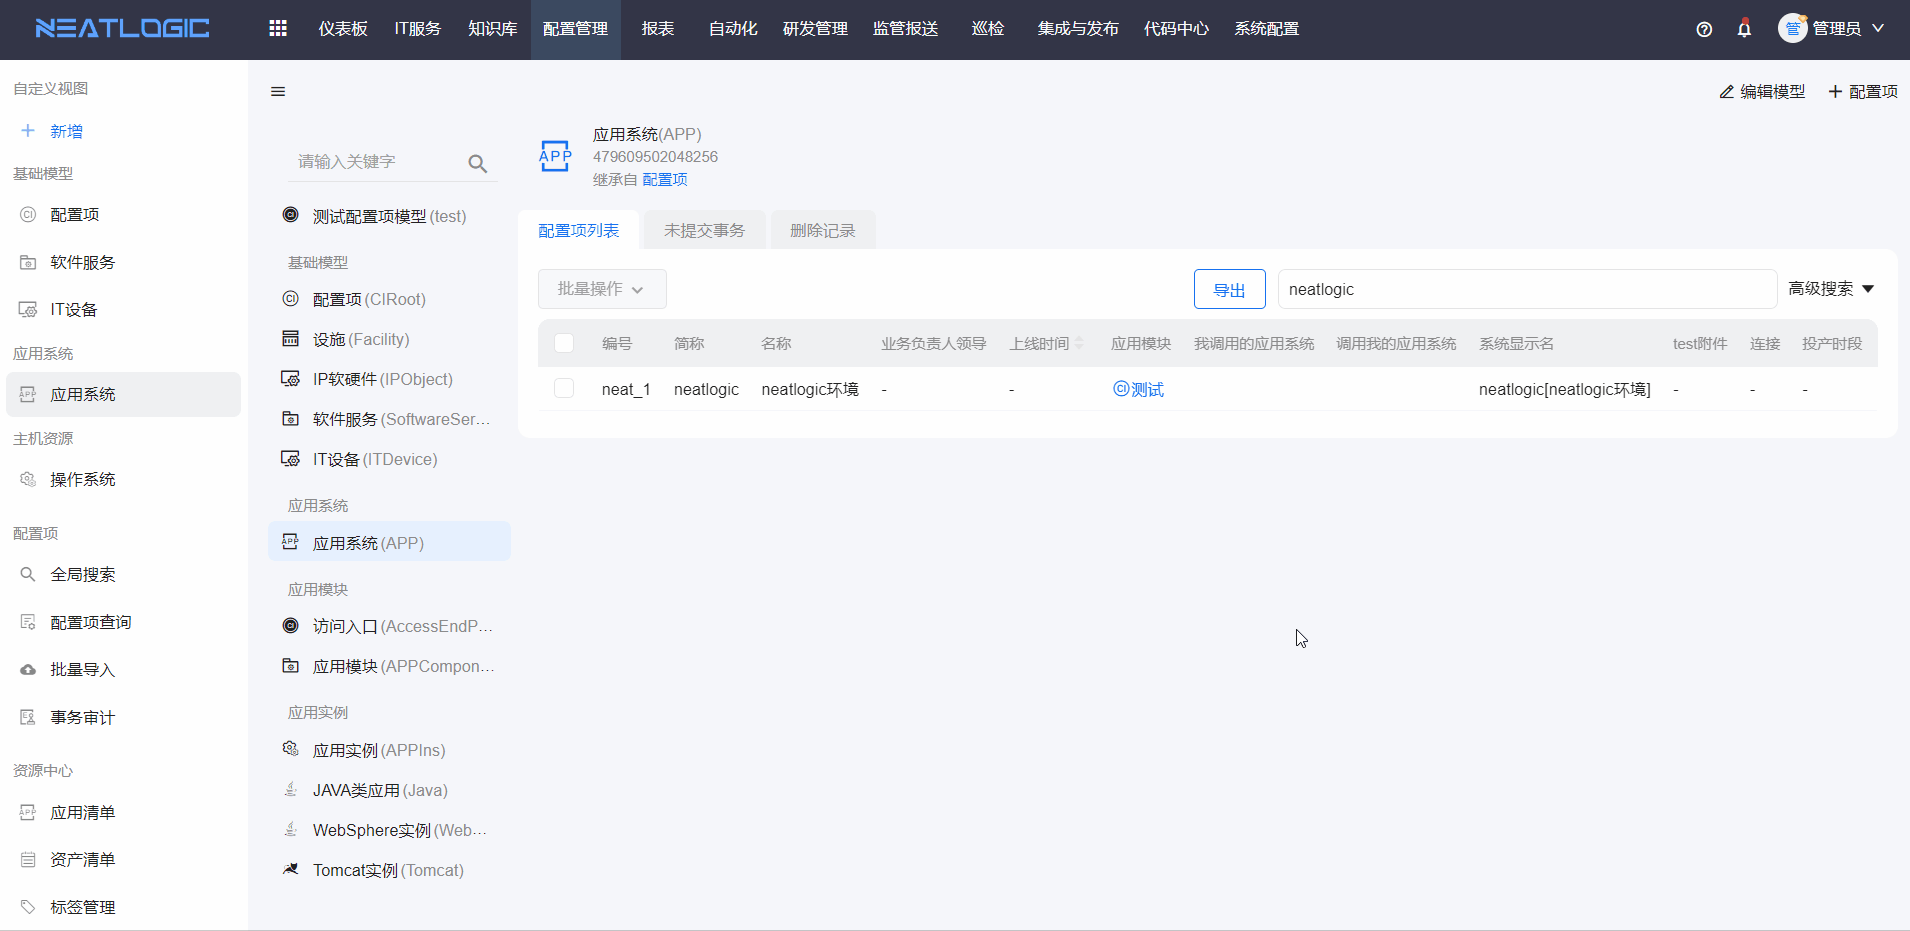 NEATLOGIC
仪表板 IT服务 知识库 配置管理 报表 自动化 研发管理 监管报送 巡检 集成与发布 代码中心 系统配置
管 管理员
自定义视图
新增
基础模型
配置项
软件服务
IT设备
应用系统
应用系统
主机资源
操作系统
配置项
全局搜索
配置项查询
批量导入
事务审计
资源中心
应用清单
资产清单
标签管理
请输入关键字
测试配置项模型(test)
基础模型
配置项(CIRoot)
设施(Facility)
IP软硬件(IPObject)
软件服务(SoftwareSer...
IT设备(ITDevice)
应用系统
应用系统(APP)
应用模块
访问入口(AccessEndP...
应用模块(APPCompon...
应用实例
应用实例(APPIns)
JAVA类应用(Java)
WebSphere实例(Web...
Tomcat实例(Tomcat)
编辑模型 配置项
APP
应用系统(APP)
479609502048256
继承自 配置项
配置项列表 未提交事务 删除记录
批量操作 导出 neatlogic 高级搜索
编号 简称 名称 业务负责人领导 上线时间 应用模块 我调用的应用系统 调用我的应用系统 系统显示名 test附件 连接 投产时段
neat_1 neatlogic neatlogic环境 - - 测试 neatlogic[neatlogic环境] - - -